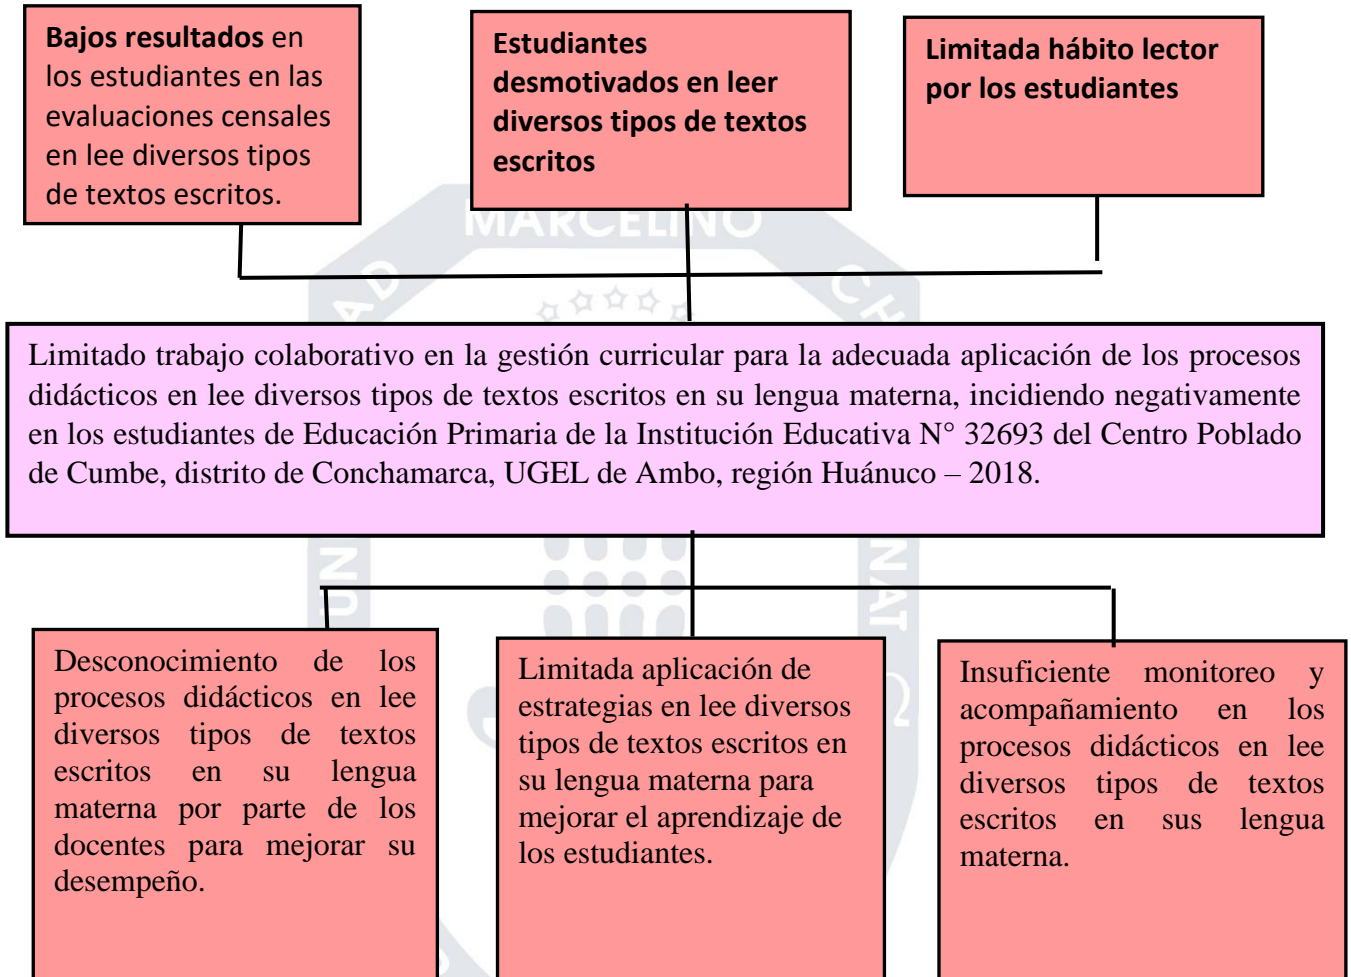 Bajos resultados en
los estudiantes en las
evaluaciones censales
en lee diversos tipos
de textos escritos.
Estudiantes
desmotivados en leer
diversos tipos de textos
escritos
Limitada hábito lector
por los estudiantes
MARCELINO
Limitado trabajo colaborativo en la gestión curricular para la adecuada aplicación de los procesos
didácticos en lee diversos tipos de textos escritos en su lengua materna, incidiendo negativamente
en los estudiantes de Educación Primaria de la Institución Educativa N° 32693 del Centro Poblado
de Cumbe, distrito de Conchamarca, UGEL de Ambo, región Huánuco – 2018.
Desconocimiento de los
procesos didácticos en lee
diversos tipos de textos
escritos en su lengua
materna por parte de los
docentes para mejorar su
desempeño.
Limitada aplicación de
estrategias en lee diversos
tipos de textos escritos en
su lengua materna para
mejorar el aprendizaje de
los estudiantes.
Insuficiente monitoreo y
acompañamiento en los
procesos didácticos en lee
diversos tipos de textos
escritos en sus lengua
materna.